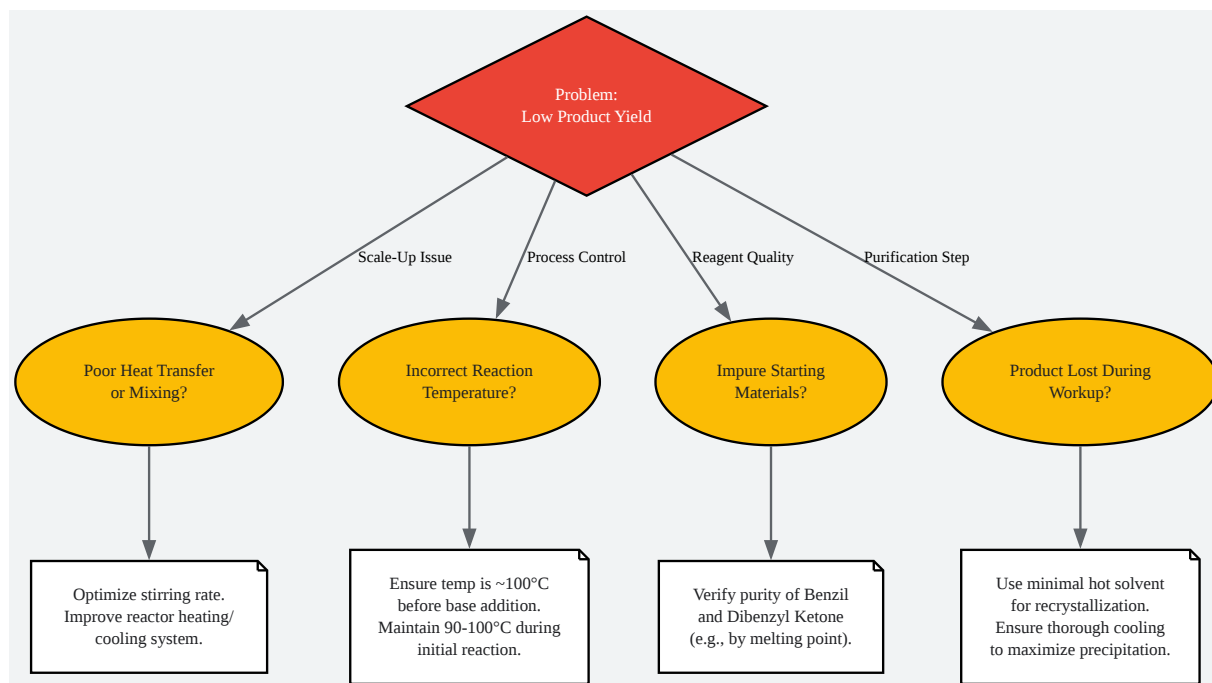 Problem:
Low Product Yield
Scale-Up Issue
Process Control
Reagent Quality
Purification Step
Poor Heat Transfer
or Mixing?
Incorrect Reaction
Temperature?
Impure Starting
Materials?
Product Lost During
Workup?
Optimize stirring rate.
Improve reactor heating/
cooling system.
Ensure temp is ~100°C
before base addition.
Maintain 90-100°C during
initial reaction.
Verify purity of Benzil
and Dibenzyl Ketone
(e.g., by melting point).
Use minimal hot solvent
for recrystallization.
Ensure thorough cooling
to maximize precipitation.